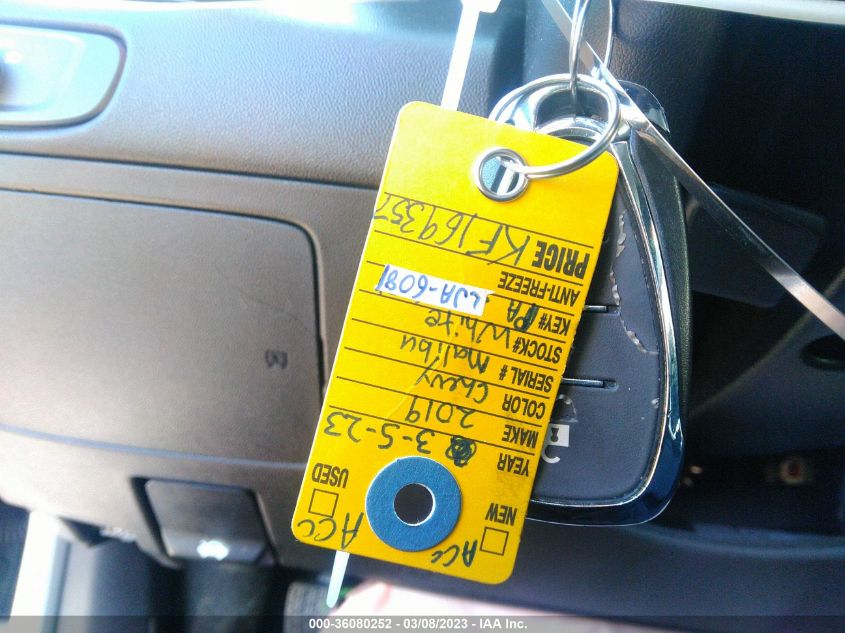 ACC ACC
NEW USED
YEAR 3-5-23
MAKE 2019
COLOR Chevy
SERIAL # Malibu
STOCK# White
KEY# PA LJA-6081
ANTI-FREEZE
PRICE KF169357
000-36080252 - 03/08/2023 - IAA Inc.